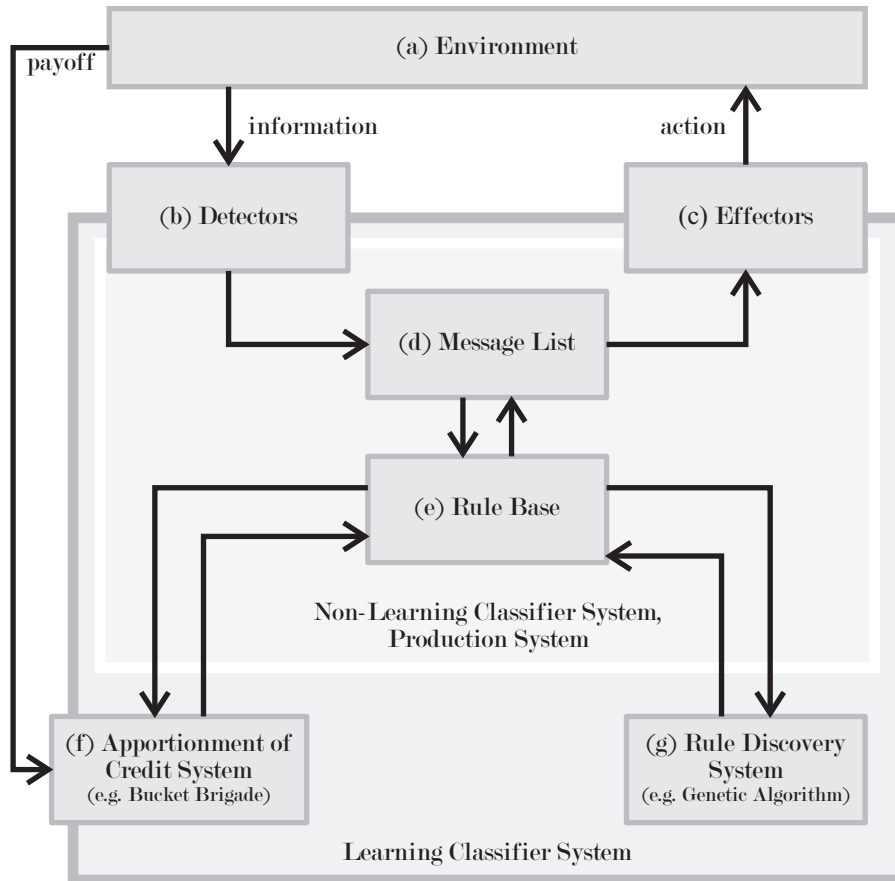 (a) Environment
payoff
information
action
(b) Detectors
(c) Effectors
(d) Message List
(e) Rule Base
Non-Learning Classifier System,
Production System
(f) Apportionment of
Credit System
(e.g. Bucket Brigade)
(g) Rule Discovery
System
(e.g. Genetic Algorithm)
Learning Classifier System